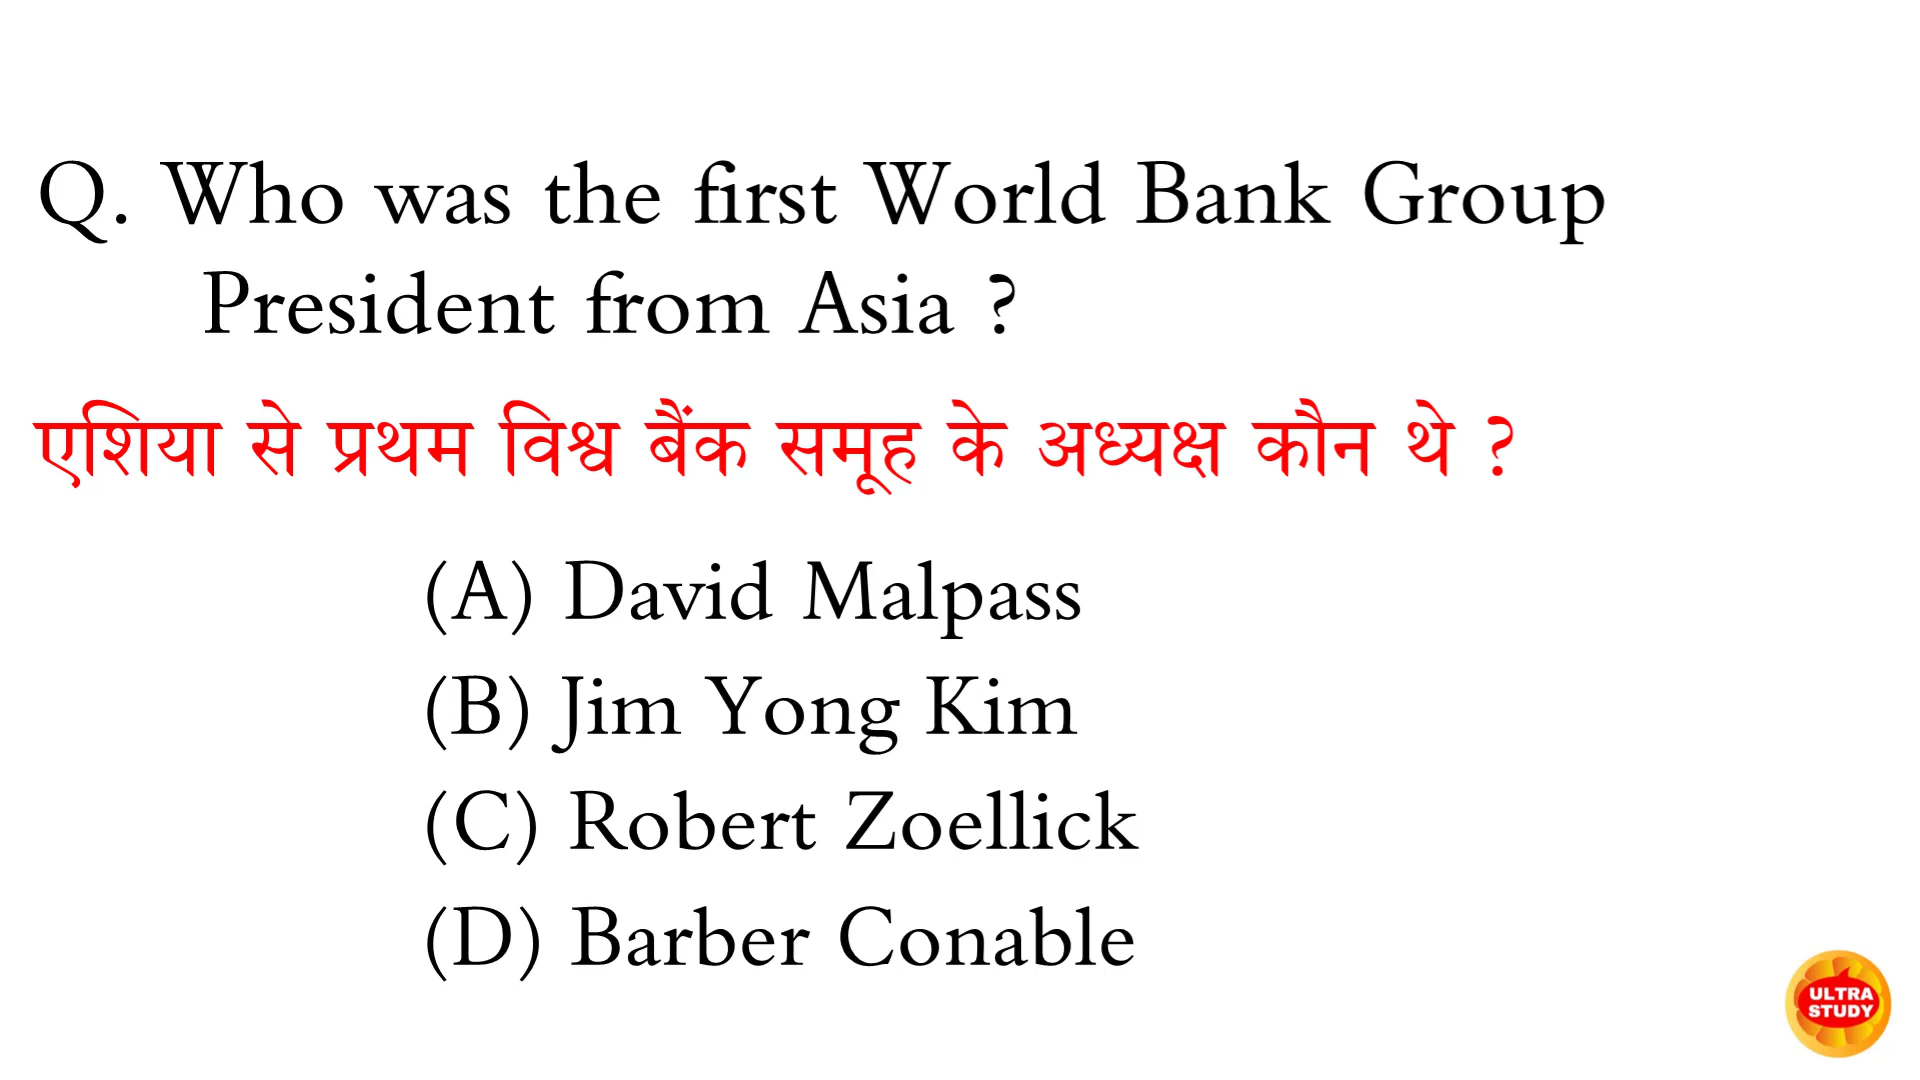 Q. Who was the first World Bank Group
President from Asia ?
एशिया से प्रथम विश्व बैंक समूह के अध्यक्ष कौन थे ?
(A) David Malpass
(B) Jim Yong Kim
(C) Robert Zoellick
(D) Barber Conable
ULTRA
STUDY